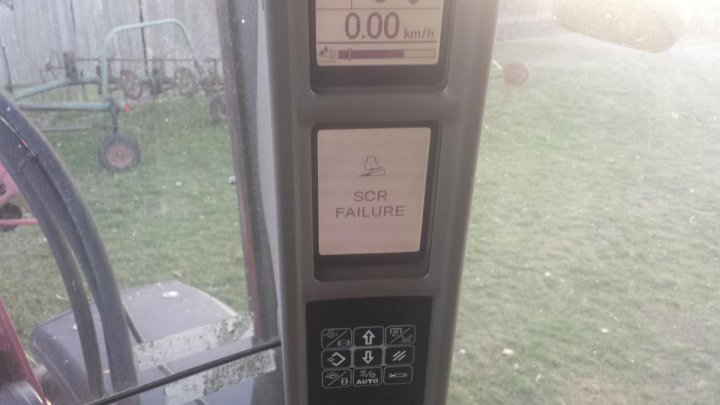 0.00 km/h
SCR
FAILURE
AUTO